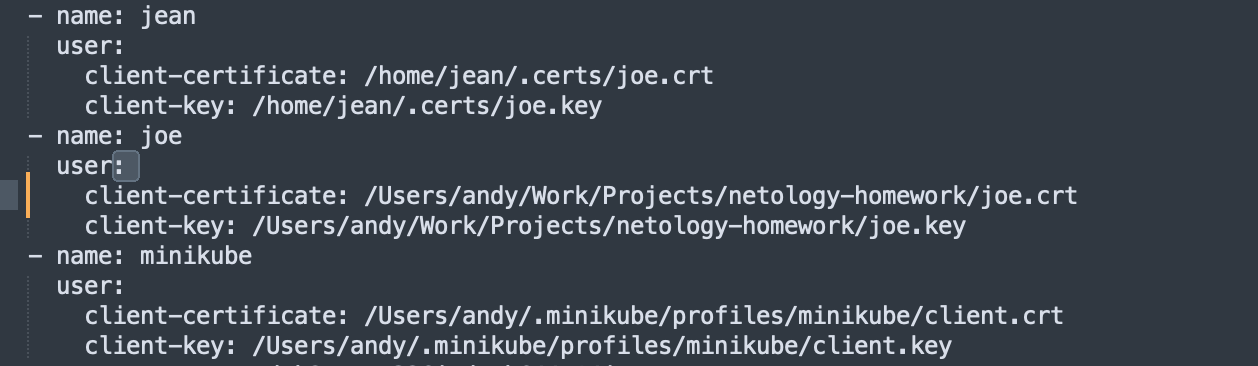 - name: jean
user:
client-certificate: /home/jean/.certs/joe.crt
client-key: /home/jean/.certs/joe.key
- name: joe
user:
client-certificate: /Users/andy/Work/Projects/netology-homework/joe.crt
client-key: /Users/andy/Work/Projects/netology-homework/joe.key
- name: minikube
user:
client-certificate: /Users/andy/.minikube/profiles/minikube/client.crt
client-key: /Users/andy/.minikube/profiles/minikube/client.key